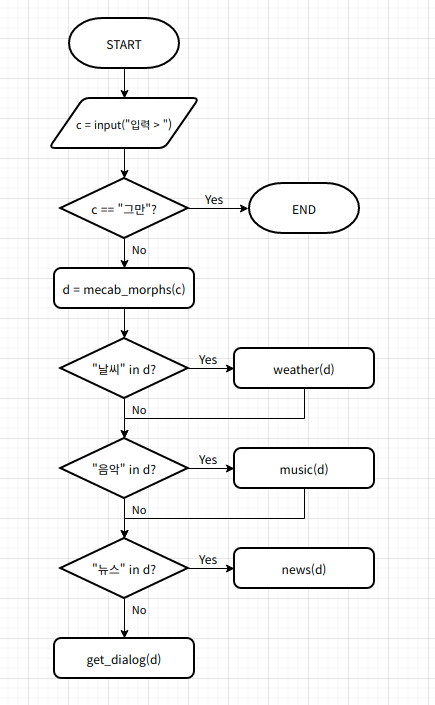 START
c = input("입력 > ")
c == "그만"?
Yes
END
No
d = mecab_morphs(c)
"날씨" in d?
Yes
weather(d)
No
"음악" in d?
Yes
music(d)
No
"뉴스" in d?
Yes
news(d)
No
get_dialog(d)